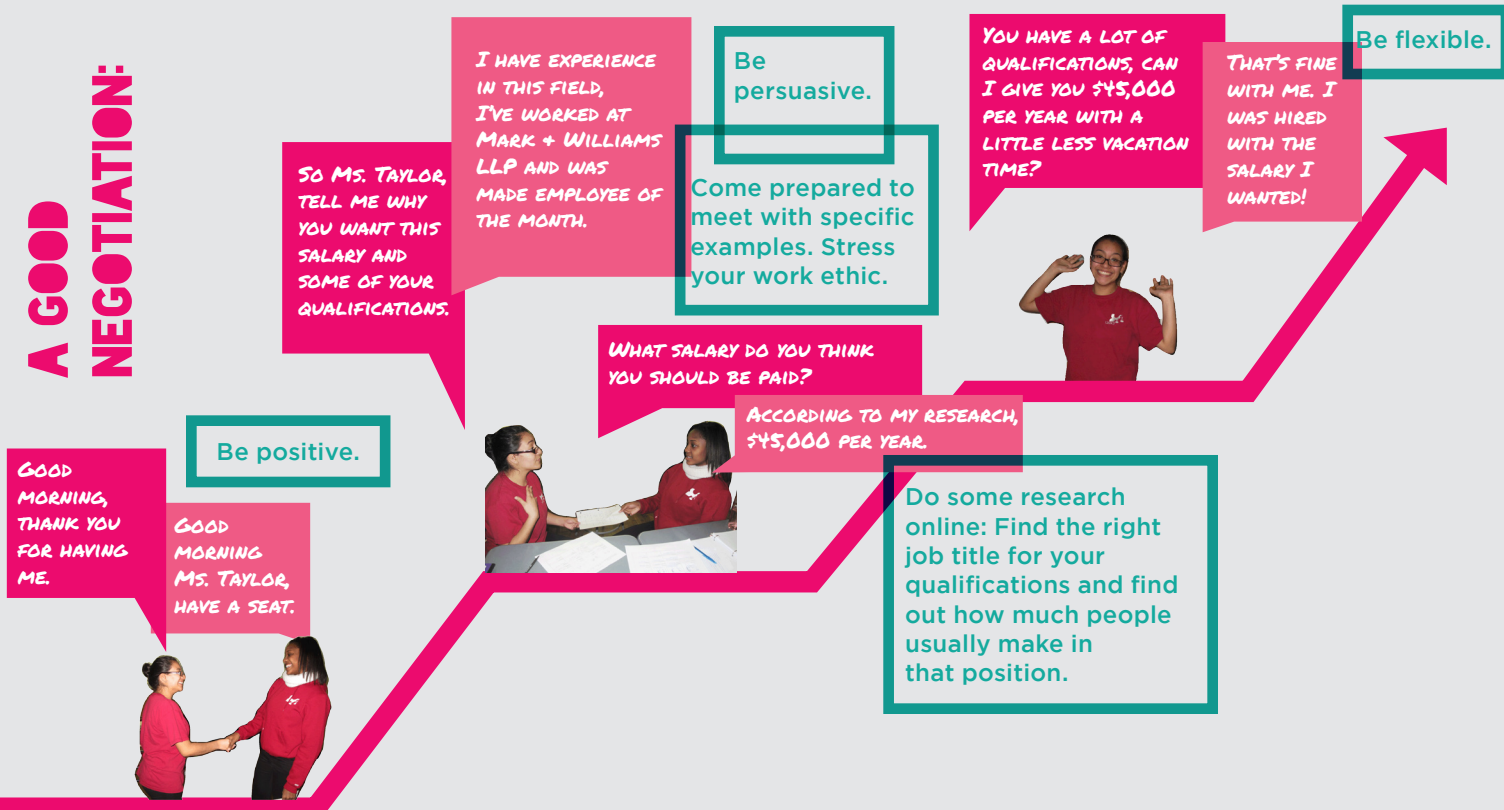 A GOOD
NEGOTIATION:
Be positive.
GOOD
MORNING,
THANK YOU
FOR HAVING
ME.
GOOD
MORNING
MS. TAYLOR,
HAVE A SEAT.
SO MS. TAYLOR,
TELL ME WHY
YOU WANT THIS
SALARY AND
SOME OF YOUR
QUALIFICATIONS.
I HAVE EXPERIENCE
IN THIS FIELD,
I'VE WORKED AT
MARK & WILLIAMS
LLP AND WAS
MADE EMPLOYEE OF
THE MONTH.
Be
persuasive.
Come prepared to
meet with specific
examples. Stress
your work ethic.
WHAT SALARY DO YOU THINK
YOU SHOULD BE PAID?
ACCORDING TO MY RESEARCH,
$45,000 PER YEAR.
Do some research
online: Find the right
job title for your
qualifications and find
out how much people
usually make in
that position.
YOU HAVE A LOT OF
QUALIFICATIONS, CAN
I GIVE YOU $45,000
PER YEAR WITH A
LITTLE LESS VACATION
TIME?
THAT'S FINE
WITH ME. I
WAS HIRED
WITH THE
SALARY I
WANTED!
Be flexible.